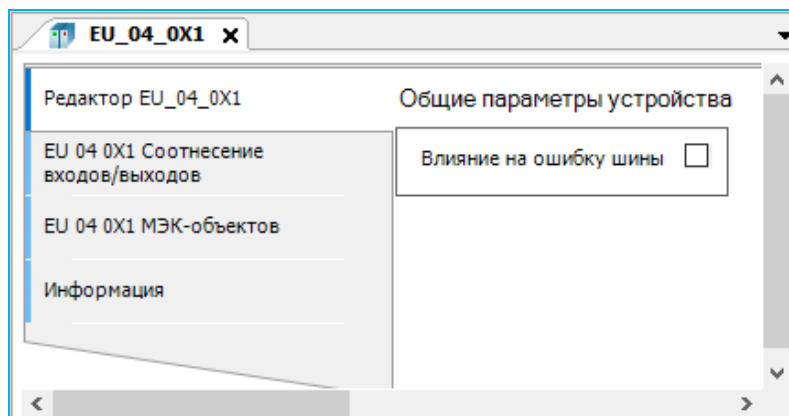 EU_04_0X1
Редактор EU_04_0X1
Общие параметры устройства
EU 04 0X1 Соотнесение
входов/выходов
Влияние на ошибку шины
EU 04 0X1 МЭК-объектов
Информация